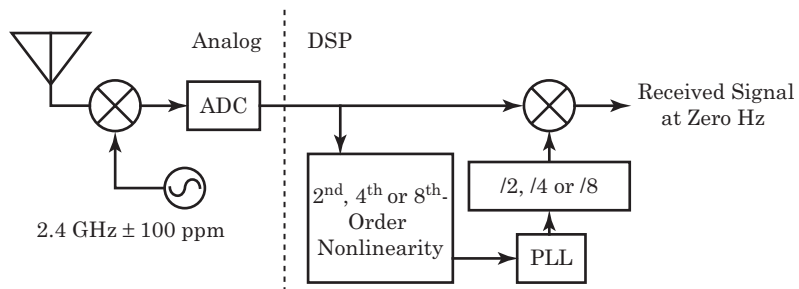 Analog
DSP
ADC
Received Signal
at Zero Hz
2nd, 4th or 8th-
Order
Nonlinearity
/2, /4 or /8
PLL
2.4 GHz ± 100 ppm